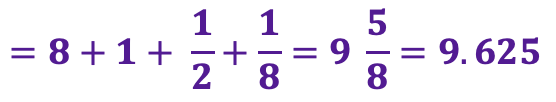 = 8 + 1 + 1/2 + 1/8 = 9 5/8 = 9.625